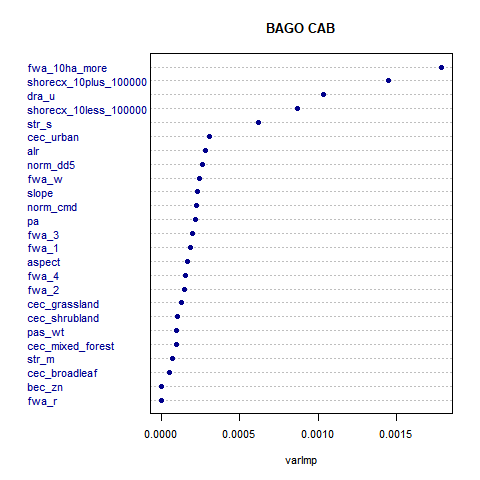 BAGO CAB
fwa_10ha_more
shorecx_10plus_100000
dra_u
shorecx_10less_100000
str_s
cec_urban
alr
norm_dd5
fwa_w
slope
norm_cmd
pa
fwa_3
fwa_1
aspect
fwa_4
fwa_2
cec_grassland
cec_shrubland
pas_wt
cec_mixed_forest
str_m
cec_broadleaf
bec_zn
fwa_r
0.0000 0.0005 0.0010 0.0015
varImp